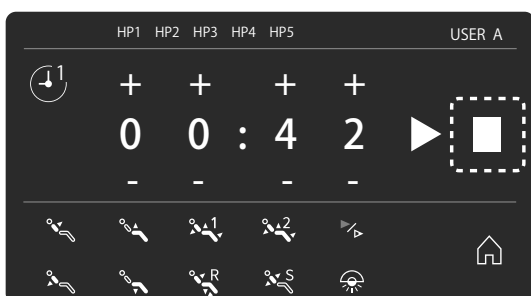 HP1 HP2 HP3 HP4 HP5 USER A
1
+ + + +
0 0 : 4 2
- - - -
1 2
R S